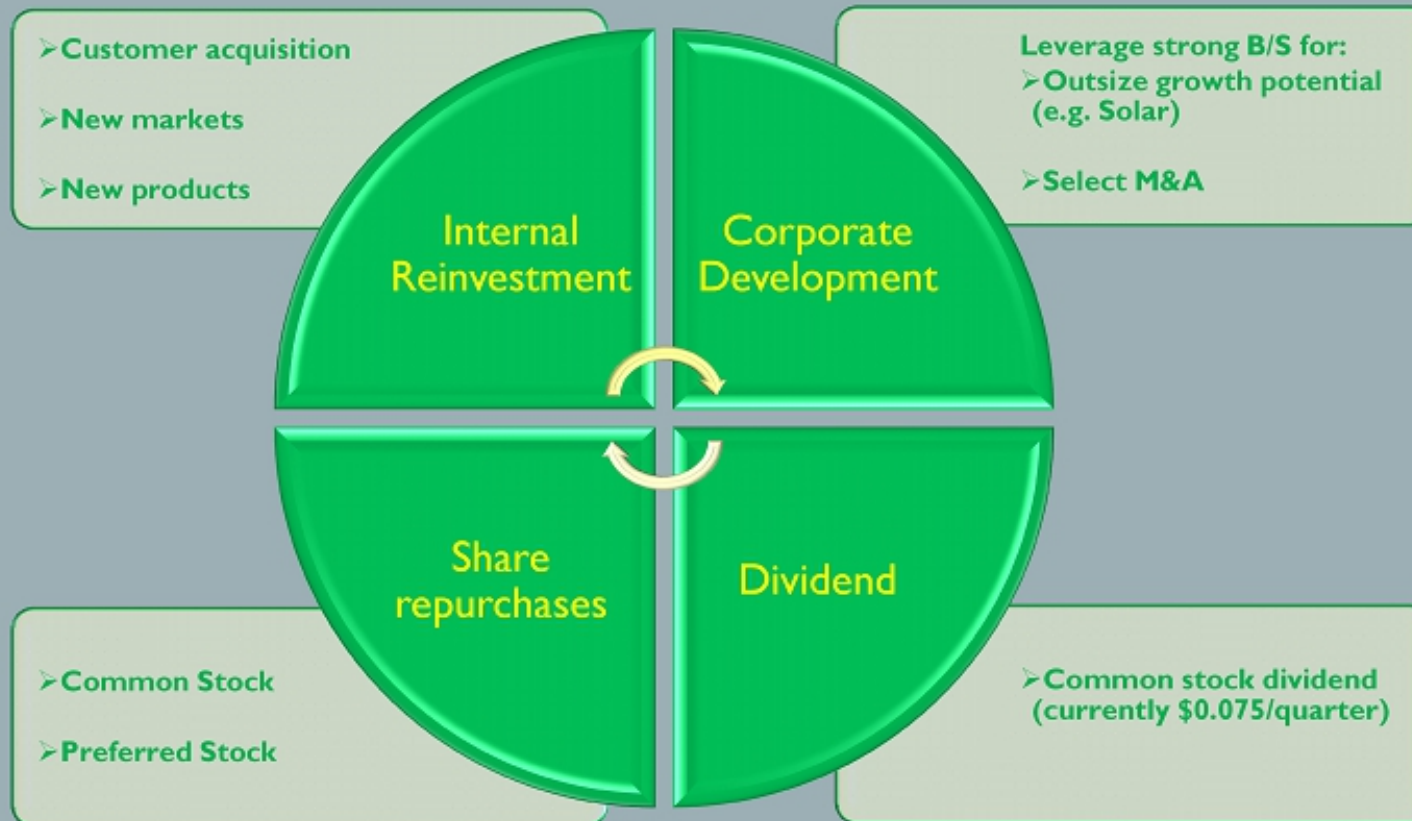 ➢Customer acquisition
➢New markets
➢New products
Internal
Reinvestment
Leverage strong B/S for:
➢Outsize growth potential
(e.g. Solar)
➢Select M&A
Corporate
Development
Share
repurchases
➢Common Stock
➢Preferred Stock
Dividend
➢Common stock dividend
(currently $0.075/quarter)